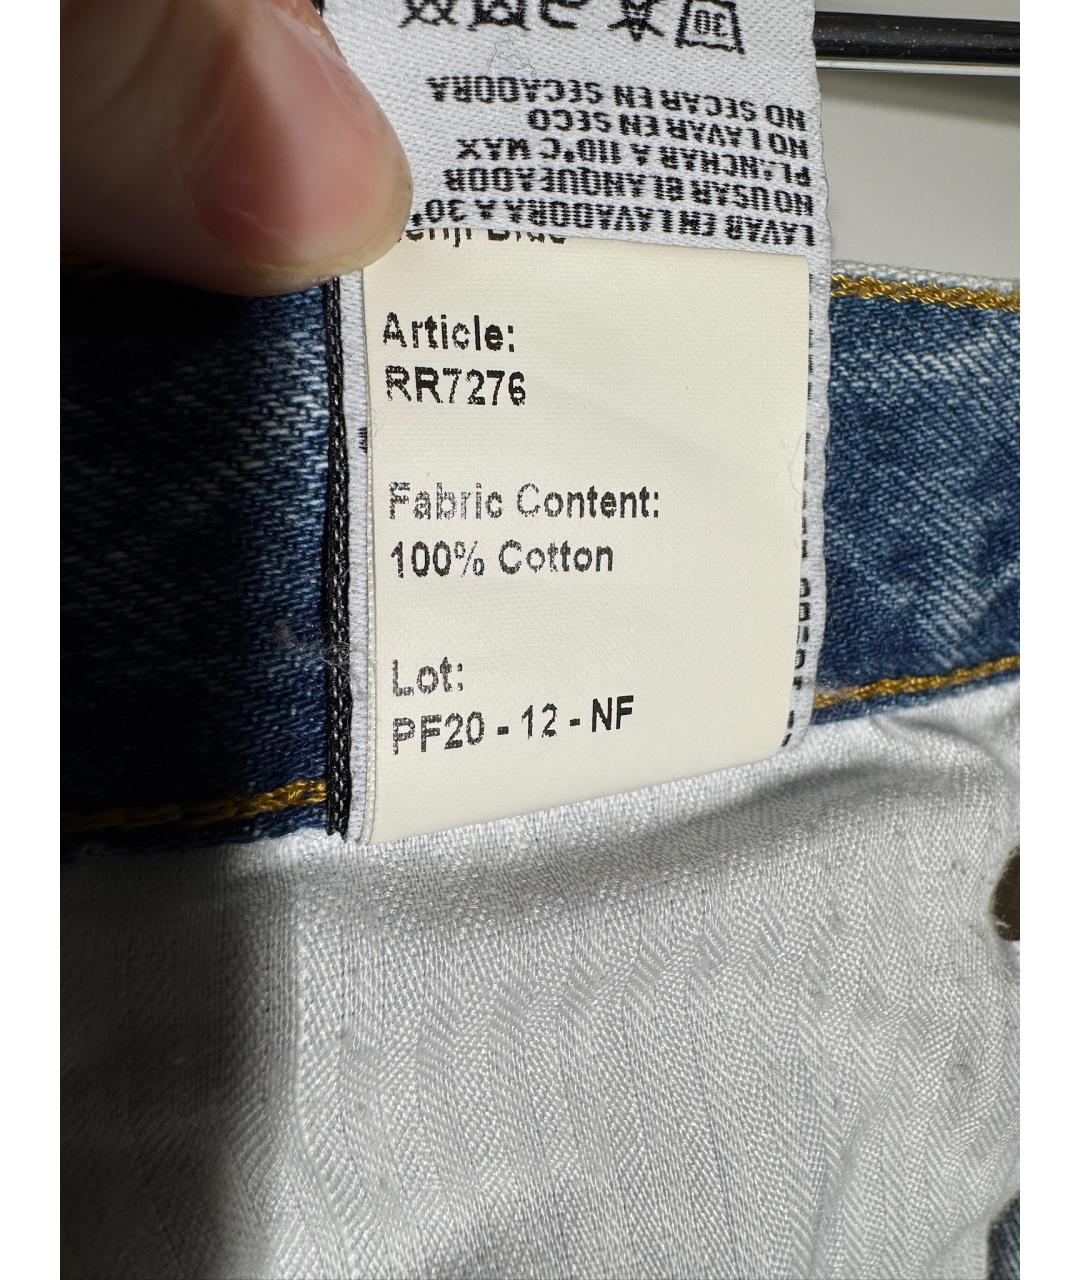 LAVAR EN LAVADORA A 30°
NO USAR BLANQUEADOR
PLANCHAR A 110°C MAX
NO LAVAR EN SECO
NO SECAR EN SECADORA
30
Article:
RR7276
Fabric Content:
100% Cotton
Lot:
PF20 - 12 - NF